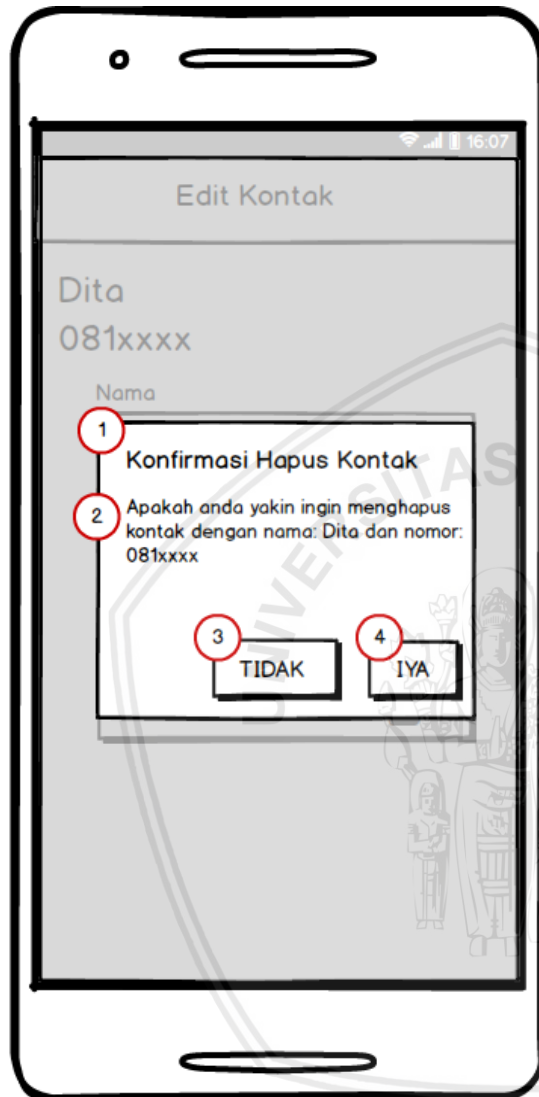 16:07
Edit Kontak
Dita
081xxxx
Nama
1
Konfirmasi Hapus Kontak
2
Apakah anda yakin ingin menghapus
kontak dengan nama: Dita dan nomor:
081xxxx
3
TIDAK
4
IYA
UNIVERSITAS